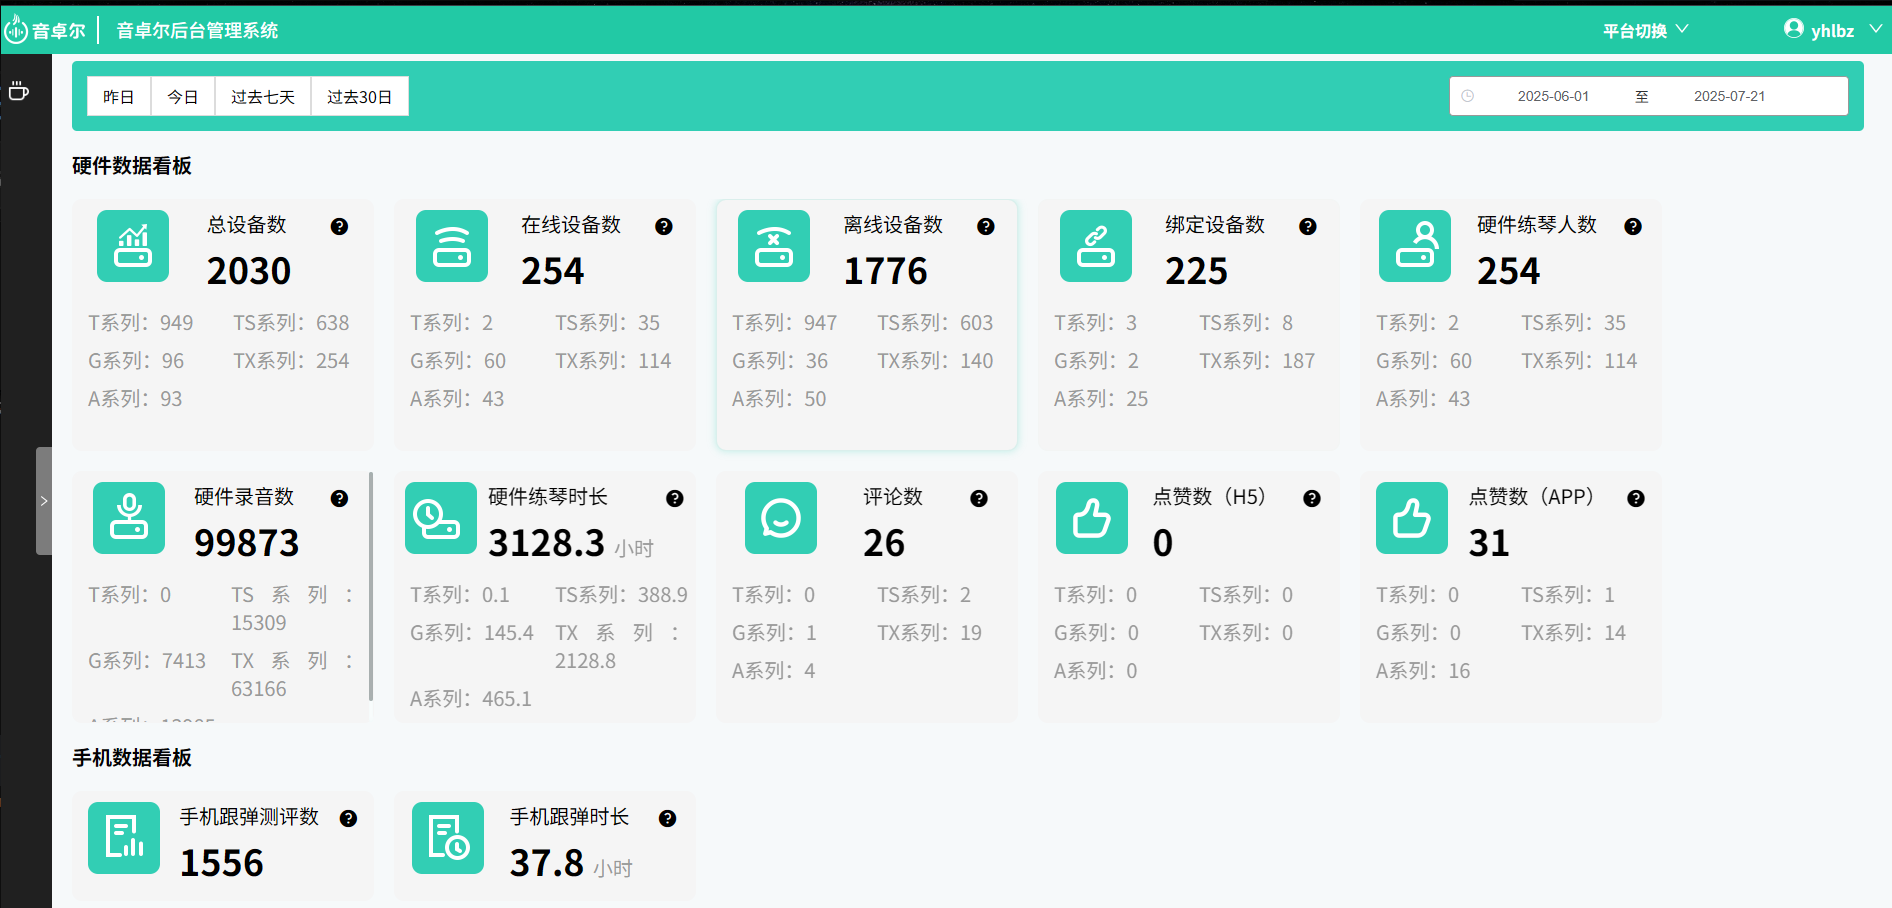 音卓尔 音卓尔后台管理系统 平台切换 yhlbz
昨日 今日 过去七天 过去30日 2025-06-01 至 2025-07-21
硬件数据看板
总设备数
2030
T系列：949 TS系列：638
G系列：96 TX系列：254
A系列：93
在线设备数
254
T系列：2 TS系列：35
G系列：60 TX系列：114
A系列：43
离线设备数
1776
T系列：947 TS系列：603
G系列：36 TX系列：140
A系列：50
绑定设备数
225
T系列：3 TS系列：8
G系列：2 TX系列：187
A系列：25
硬件练琴人数
254
T系列：2 TS系列：35
G系列：60 TX系列：114
A系列：43
硬件录音数
99873
T系列：0 TS系列：
15309
G系列：7413 TX系列：
63166
硬件练琴时长
3128.3 小时
T系列：0.1 TS系列：388.9
G系列：145.4 TX系列：
2128.8
A系列：465.1
评论数
26
T系列：0 TS系列：2
G系列：1 TX系列：19
A系列：4
点赞数（H5）
0
T系列：0 TS系列：0
G系列：0 TX系列：0
A系列：0
点赞数（APP）
31
T系列：0 TS系列：1
G系列：0 TX系列：14
A系列：16
手机数据看板
手机跟弹测评数
1556
手机跟弹时长
37.8 小时